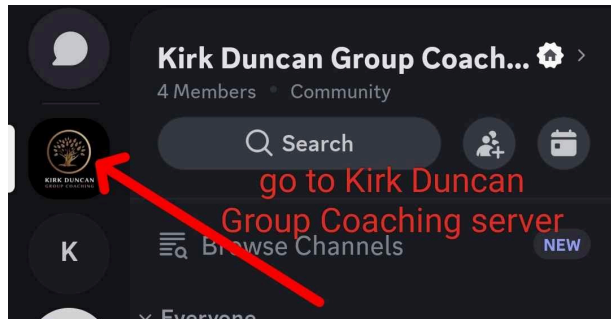 Kirk Duncan Group Coach...
4 Members • Community
Search
KIRK DUNCAN
GROUP COACHING
go to Kirk Duncan
Group Coaching server
K
Browse Channels
NEW
Everyone